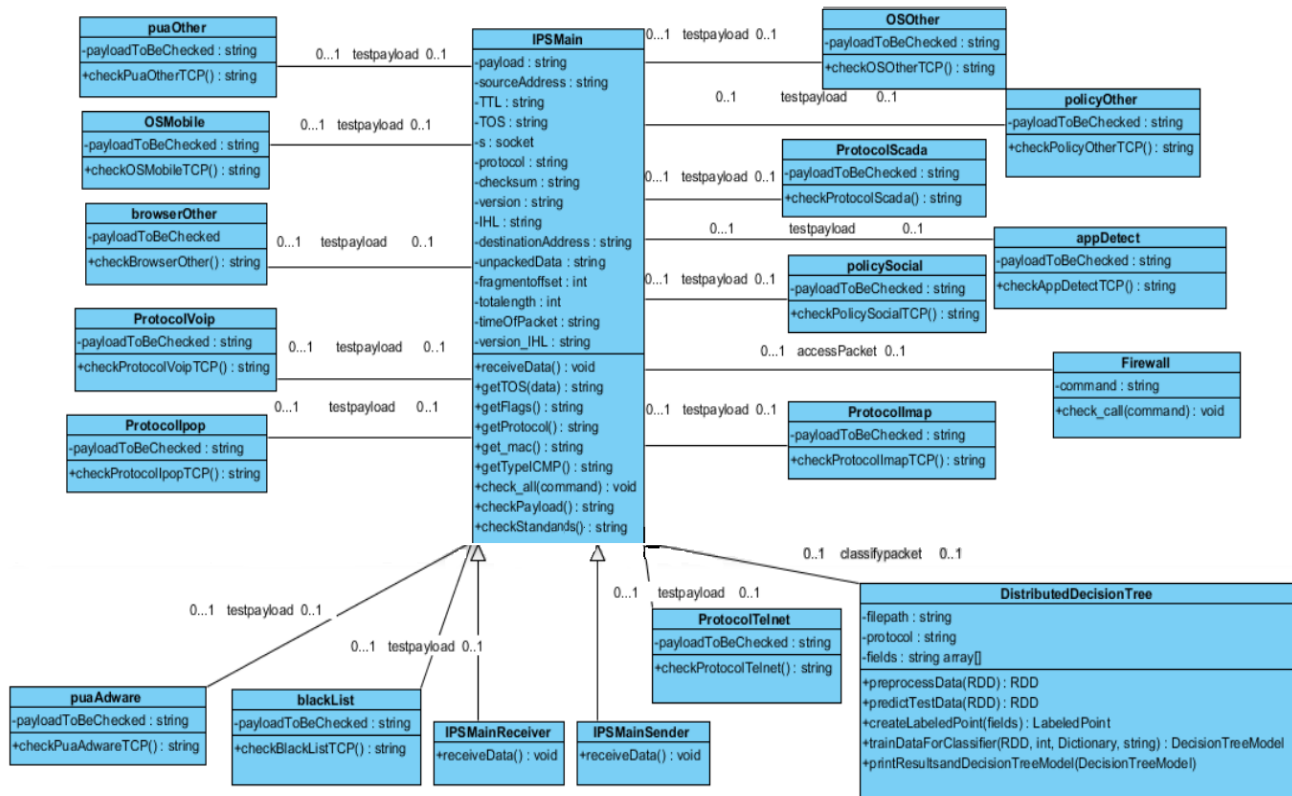 puaOther
-payloadToBeChecked : string
+checkPuaOtherTCP() : string
0...1 testpayload 0..1
OSMobile
-payloadToBeChecked : string
+checkOSMobileTCP() : string
0...1 testpayload 0..1
browserOther
-payloadToBeChecked
+checkBrowserOther() : string
0...1 testpayload 0..1
ProtocolVoip
-payloadToBeChecked : string
+checkProtocolVoipTCP() : string
0...1 testpayload 0..1
ProtocolIpop
-payloadToBeChecked : string
+checkProtocolIpopTCP() : string
0...1 testpayload 0..1
IPSMain
-payload : string
-sourceAddress : string
-TTL : string
-TOS : string
-s : socket
-protocol : string
-checksum : string
-version : string
-IHL : string
-destinationAddress : string
-unpackedData : string
-fragmentoffset : int
-totalength : int
-timeOfPacket : string
-version_IHL : string
+receiveData() : void
+getTOS(data) : string
+getFlags() : string
+getProtocol() : string
+get_mac() : string
+getTypeICMP() : string
+check_all(command) : void
+checkPayload() : string
+checkStandands() : string
0...1 testpayload 0..1
OSOther
-payloadToBeChecked : string
+checkOSOtherTCP() : string
0...1 testpayload 0..1
policyOther
-payloadToBeChecked : string
+checkPolicyOtherTCP() : string
0...1 testpayload 0..1
ProtocolScada
-payloadToBeChecked : string
+checkProtocolScada() : string
0...1 testpayload 0..1
appDetect
-payloadToBeChecked : string
+checkAppDetectTCP() : string
0...1 testpayload 0..1
policySocial
-payloadToBeChecked : string
+checkPolicySocialTCP() : string
0...1 accessPacket 0..1
Firewall
-command : string
+check_call(command) : void
0...1 testpayload 0..1
ProtocolImap
-payloadToBeChecked : string
+checkProtocolImapTCP() : string
0...1 testpayload 0..1
puaAdware
-payloadToBeChecked : string
+checkPuaAdwareTCP() : string
0...1 testpayload 0..1
blackList
-payloadToBeChecked : string
+checkBlackListTCP() : string
IPSMainReceiver
+receiveData() : void
IPSMainSender
+receiveData() : void
0...1 testpayload 0..1
ProtocolTelnet
-payloadToBeChecked : string
+checkProtocolTelnet() : string
0...1 classifypacket 0..1
DistributedDecisionTree
-filepath : string
-protocol : string
-fields : string array[]
+preprocessData(RDD) : RDD
+predictTestData(RDD) : RDD
+createLabeledPoint(fields) : LabeledPoint
+trainDataForClassifier(RDD, int, Dictionary, string) : DecisionTreeModel
+printResultsandDecisionTreeModel(DecisionTreeModel)